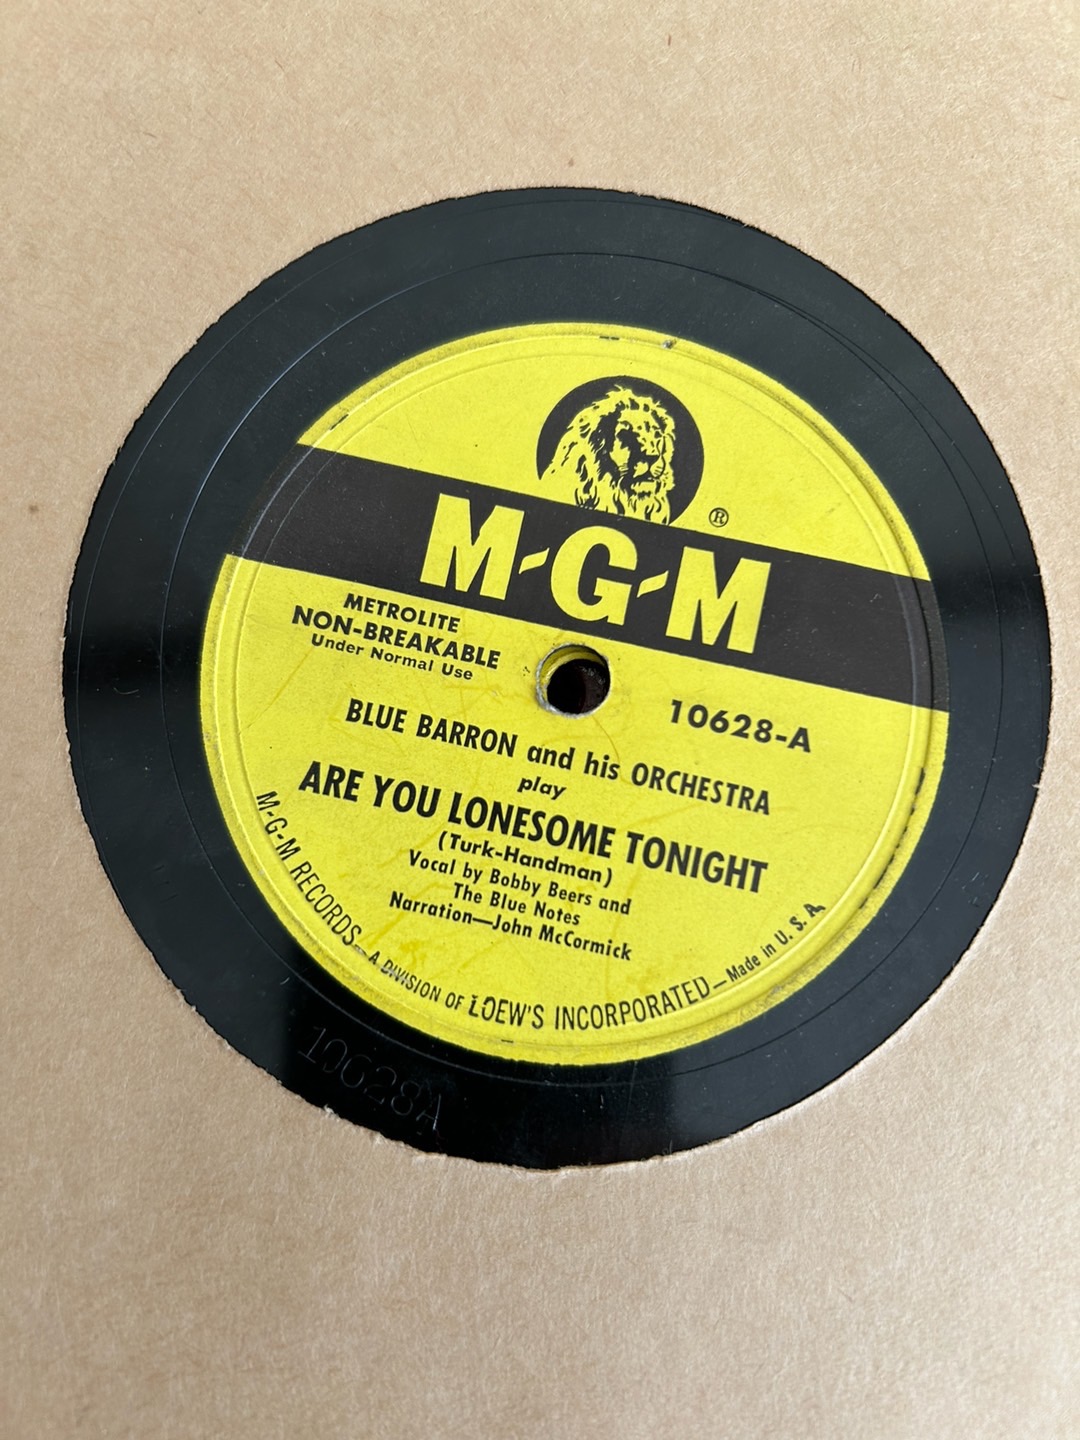 ®
M-G-M
METROLITE
NON-BREAKABLE
Under Normal Use
10628-A
BLUE BARRON and his ORCHESTRA
play
ARE YOU LONESOME TONIGHT
(Turk-Handman)
Vocal by Bobby Beers and
The Blue Notes
Narration—John McCormick
M-G-M RECORDS—A DIVISION OF LOEW'S INCORPORATED—Made in U. S. A.
10628A